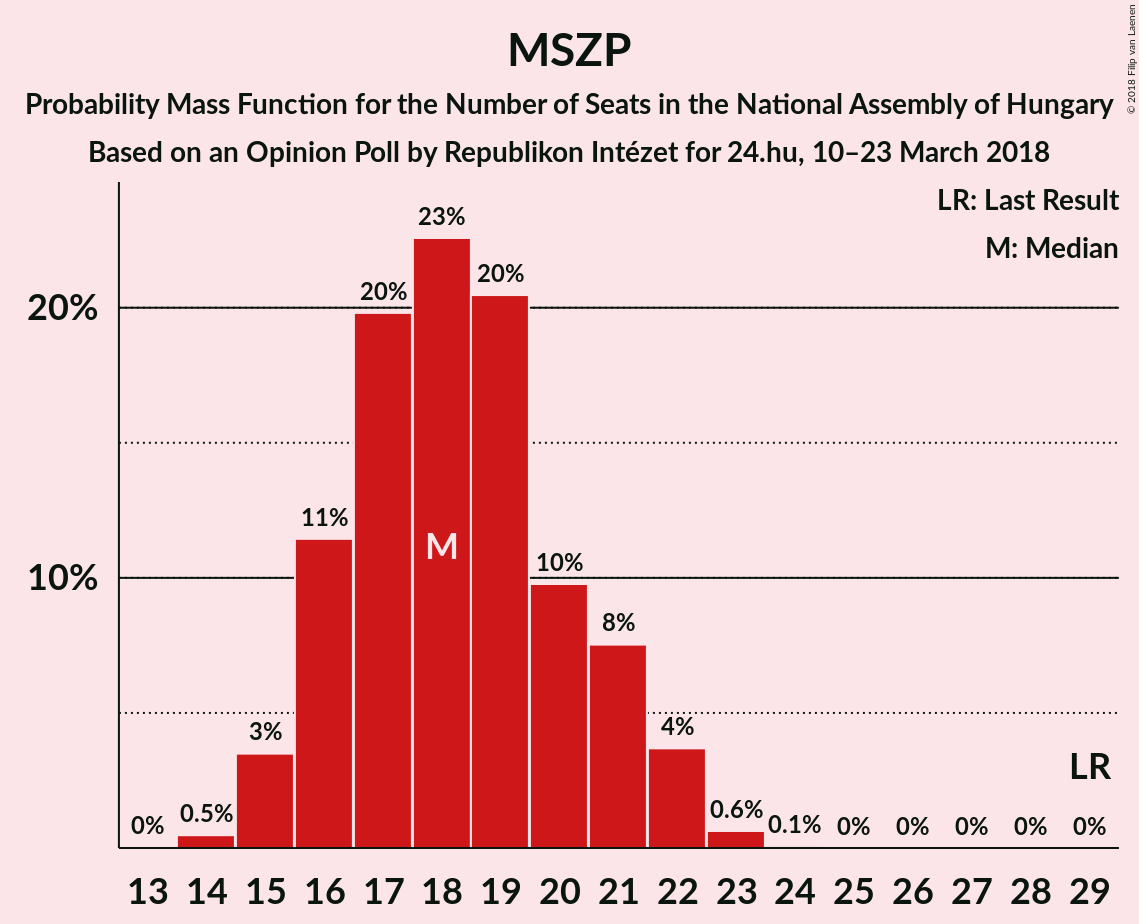 MSZP
Probability Mass Function for the Number of Seats in the National Assembly of Hungary
Based on an Opinion Poll by Republikon Intézet for 24.hu, 10–23 March 2018
© 2018 Filip van Laenen
LR: Last Result
M: Median
20%
10%
0%
0.5%
3%
11%
20%
23%
20%
10%
8%
4%
0.6%
0.1%
0%
0%
0%
0%
0%
M
LR
13 14 15 16 17 18 19 20 21 22 23 24 25 26 27 28 29